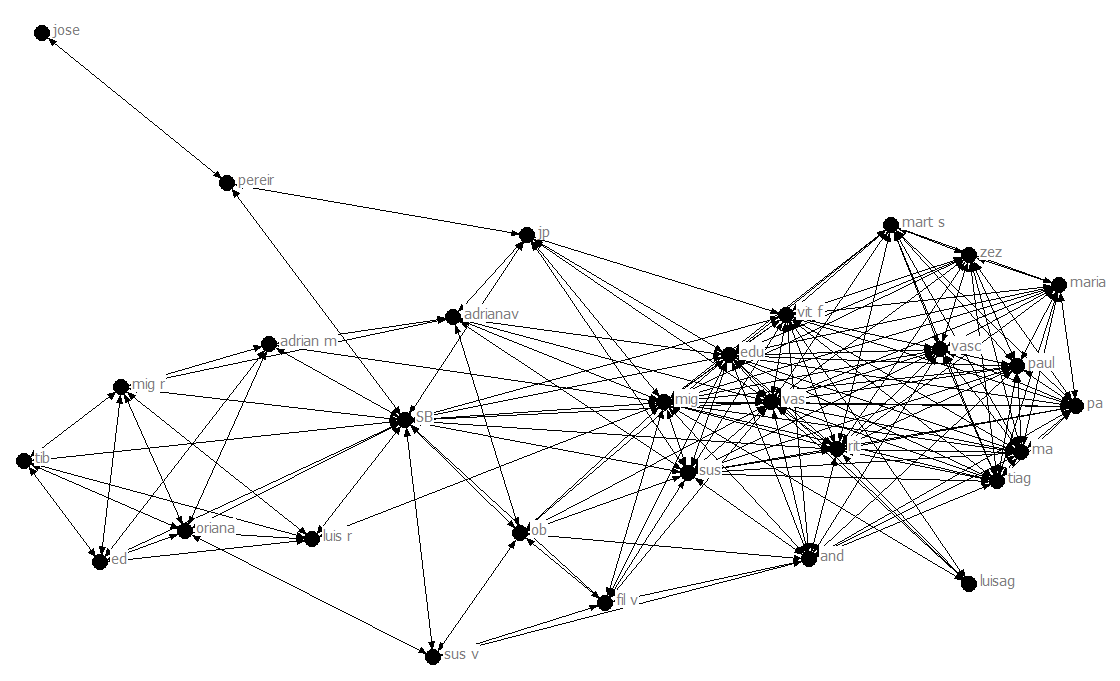 jose
pereir
jp
mart s
zez
maria
vit f
adrianav
adrian m
edu
vasc
paul
mig r
mig
vas
pa
SB
rit
ma
tib
sus
tiag
oriana
luis r
ob
ed
and
luisag
fil v
sus v